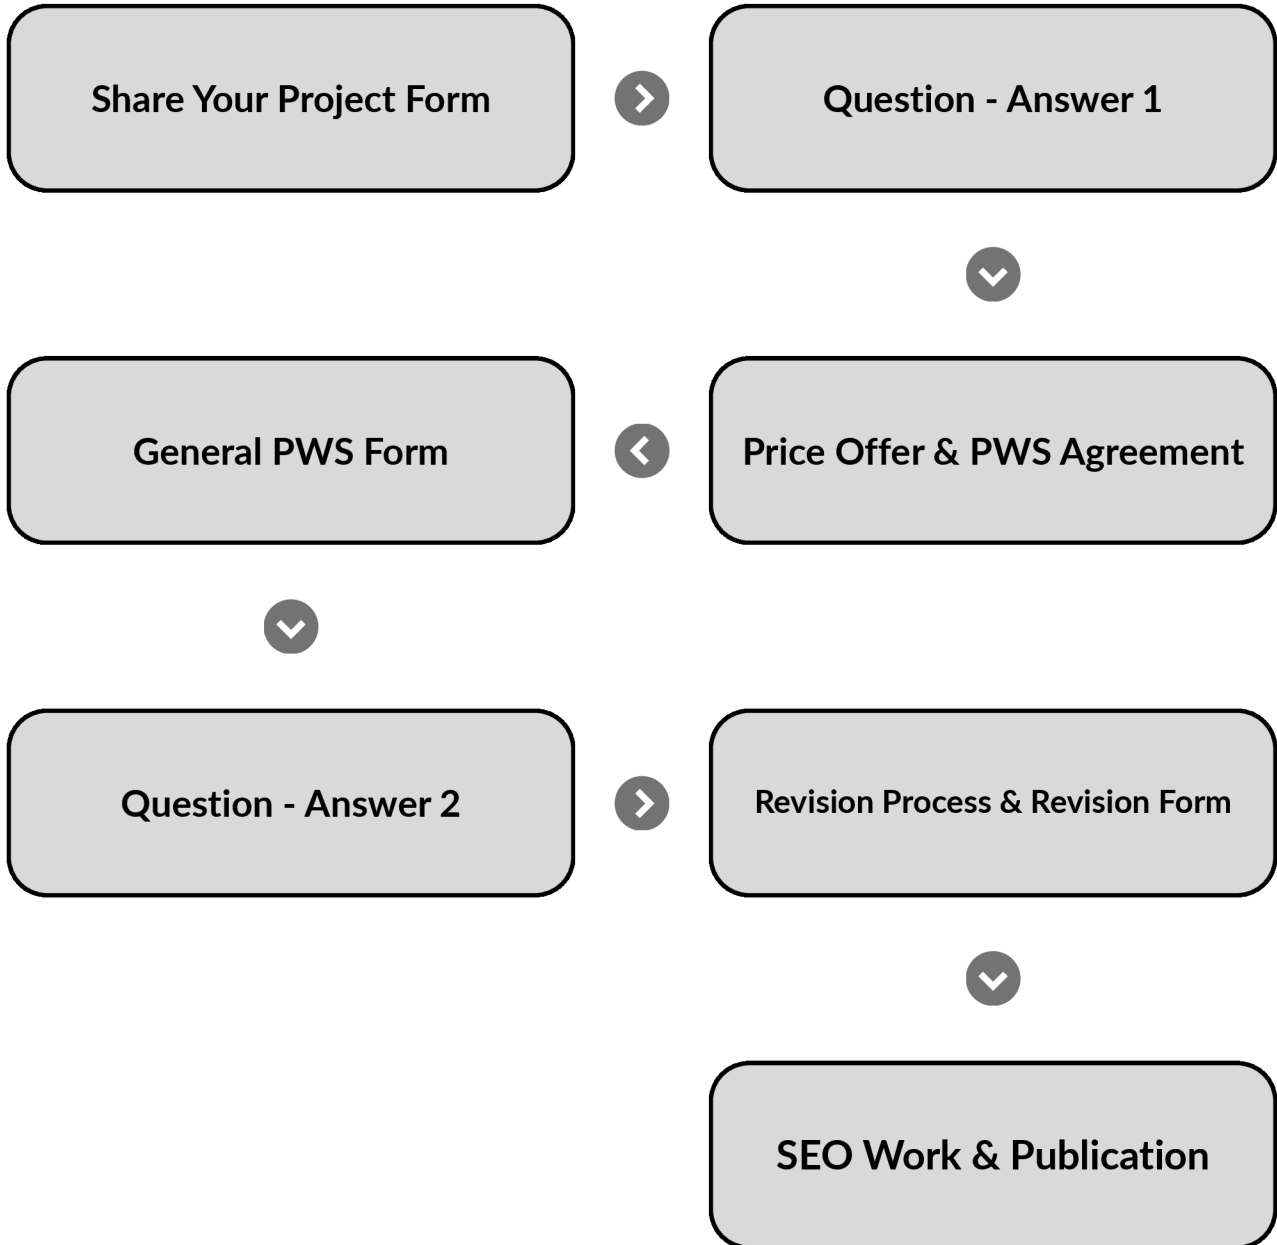 Share Your Project Form
Question - Answer 1
Price Offer & PWS Agreement
General PWS Form
Question - Answer 2
Revision Process & Revision Form
SEO Work & Publication